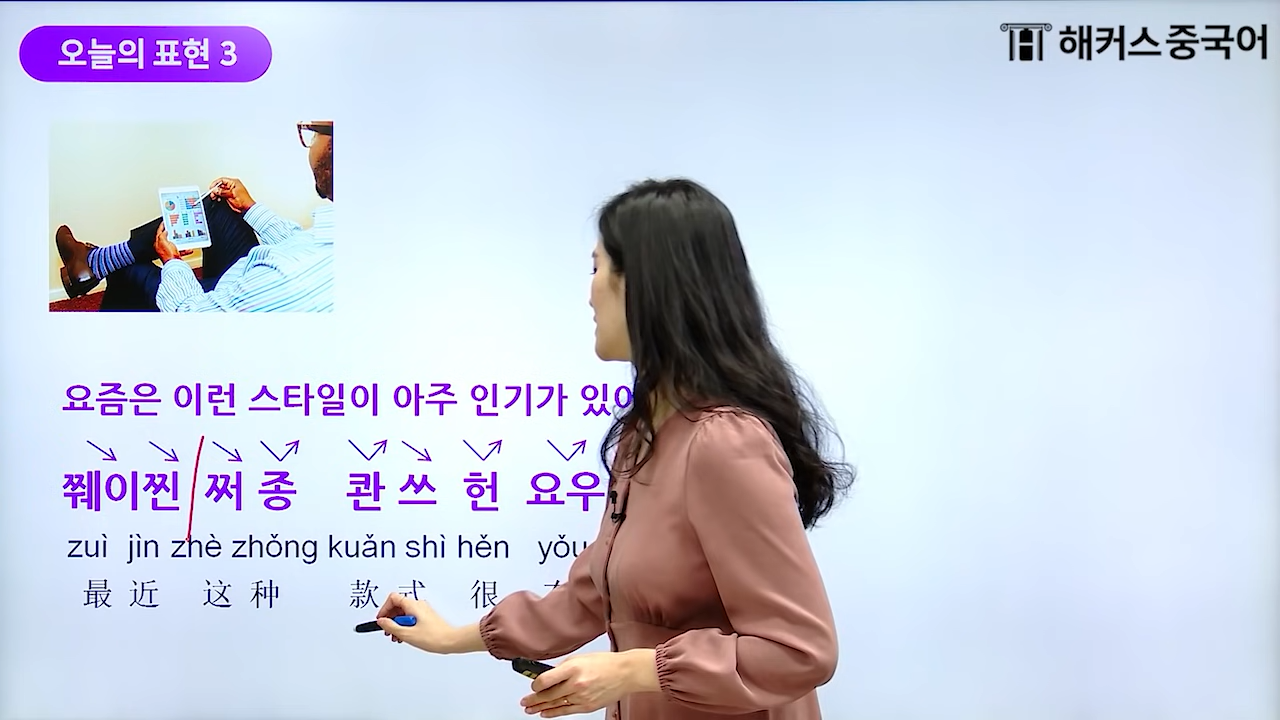 오늘의 표현 3
해커스중국어
요즘은 이런 스타일이 아주 인기가
쮀이찐 쩌 종 콴 쓰 헌 요우
zuì jìn zhè zhǒng kuǎn shì hěn yǒu
最近 这种 款式 很